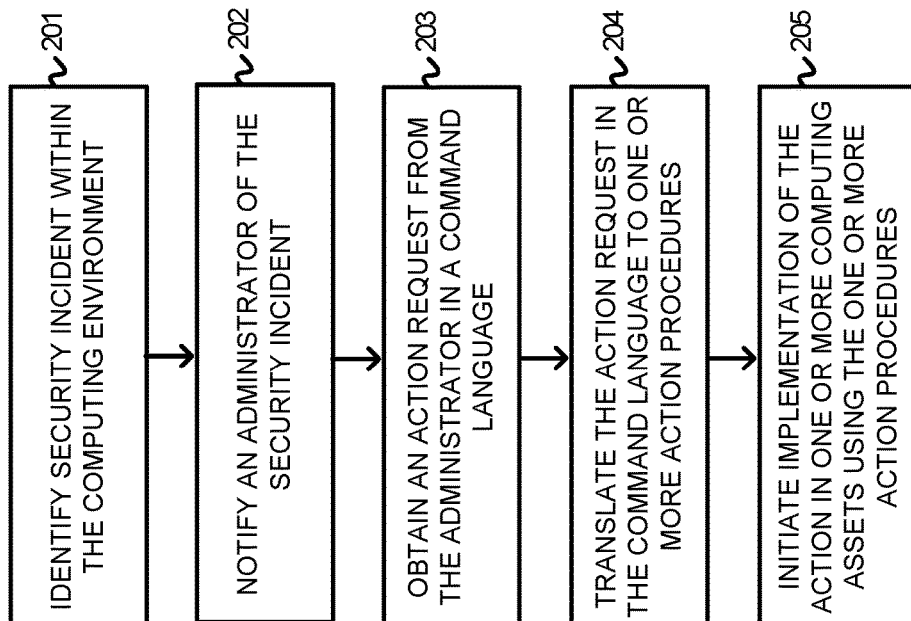 IDENTIFY SECURITY INCIDENT WITHIN
THE COMPUTING ENVIRONMENT
201
NOTIFY AN ADMINISTRATOR OF THE
SECURITY INCIDENT
202
OBTAIN AN ACTION REQUEST FROM
THE ADMINISTRATOR IN A COMMAND
LANGUAGE
203
TRANSLATE THE ACTION REQUEST IN
THE COMMAND LANGUAGE TO ONE OR
MORE ACTION PROCEDURES
204
INITIATE IMPLEMENTATION OF THE
ACTION IN ONE OR MORE COMPUTING
ASSETS USING THE ONE OR MORE
ACTION PROCEDURES
205